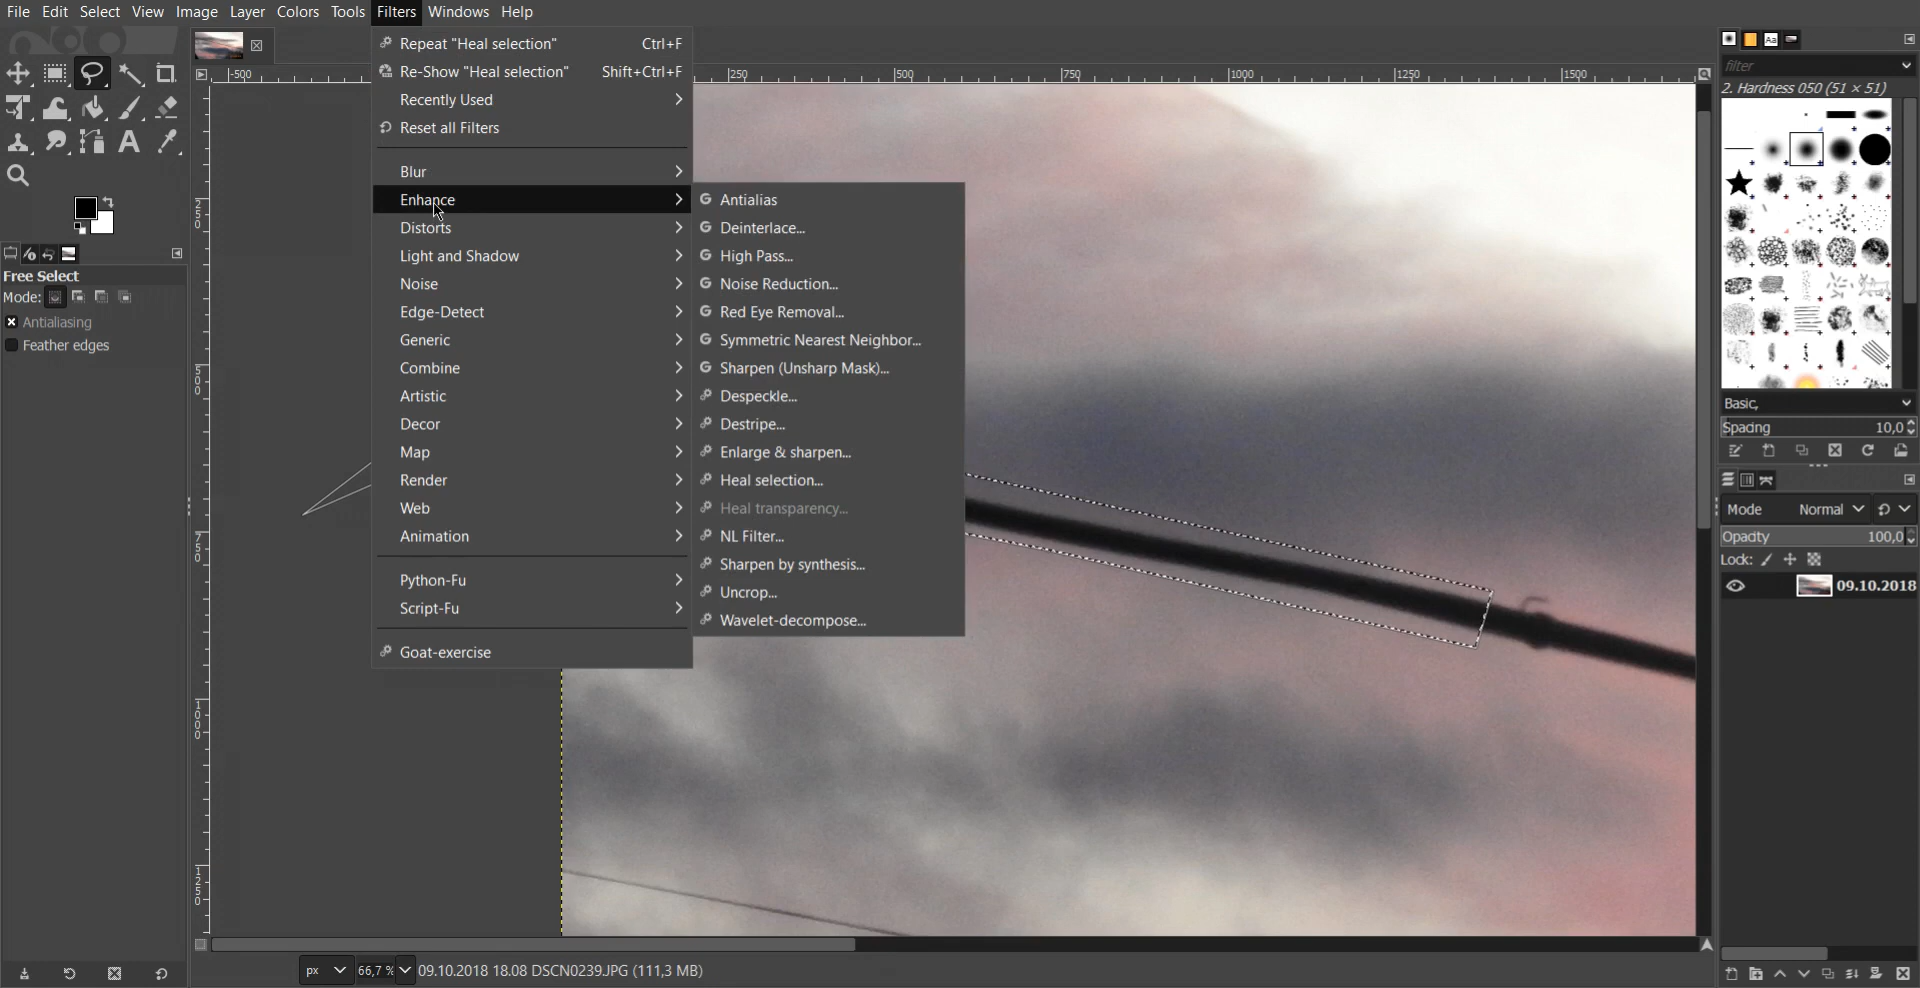 File Edit Select View Image Layer Colors Tools Filters Windows Help
Repeat "Heal selection" Ctrl+F
Re-Show "Heal selection" Shift+Ctrl+F
Recently Used
Reset all Filters
Blur
Enhance
Distorts
Light and Shadow
Noise
Edge-Detect
Generic
Combine
Artistic
Decor
Map
Render
Web
Animation
Python-Fu
Script-Fu
Goat-exercise
Antialias
Deinterlace...
High Pass...
Noise Reduction...
Red Eye Removal...
Symmetric Nearest Neighbor...
Sharpen (Unsharp Mask)...
Despeckle...
Destripe...
Enlarge & sharpen...
Heal selection...
Heal transparency...
NL Filter...
Sharpen by synthesis...
Uncrop...
Wavelet-decompose...
-500 250 500 750 1000 1250 1500
250
500
750
1000
1250
Free Select
Mode:
Antialiasing
Feather edges
filter
2. Hardness 050 (51 × 51)
Basic,
Spacing 10,0
Mode Normal
Opacity 100,0
Lock:
09.10.2018
px 66,7 % 09.10.2018 18.08 DSCN0239.JPG (111,3 MB)